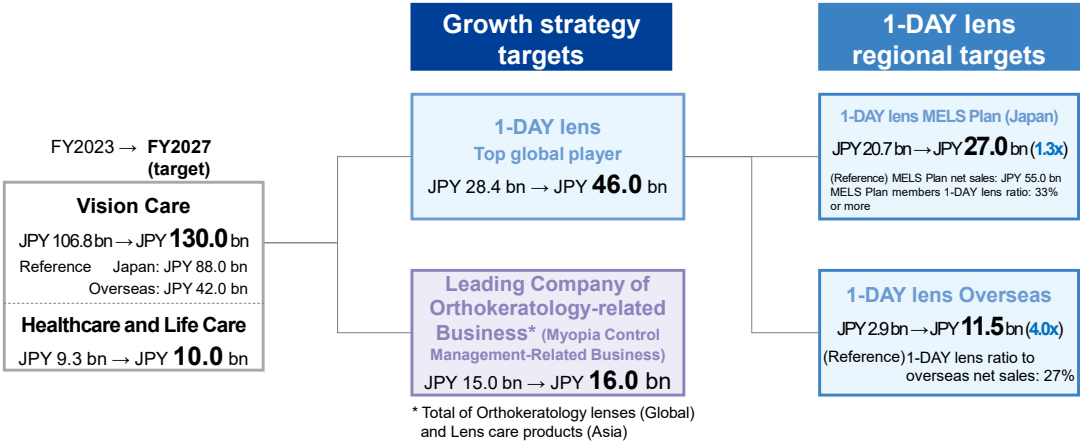 Growth strategy
targets
1-DAY lens
regional targets
FY2023 → FY2027
(target)
Vision Care
JPY 106.8 bn → JPY 130.0 bn
Reference Japan: JPY 88.0 bn
Overseas: JPY 42.0 bn
Healthcare and Life Care
JPY 9.3 bn → JPY 10.0 bn
1-DAY lens
Top global player
JPY 28.4 bn → JPY 46.0 bn
Leading Company of
Orthokeratology-related
Business* (Myopia Control
Management-Related Business)
JPY 15.0 bn → JPY 16.0 bn
* Total of Orthokeratology lenses (Global)
and Lens care products (Asia)
1-DAY lens MELS Plan (Japan)
JPY 20.7 bn → JPY 27.0 bn (1.3x)
(Reference) MELS Plan net sales: JPY 55.0 bn
MELS Plan members 1-DAY lens ratio: 33%
or more
1-DAY lens Overseas
JPY 2.9 bn → JPY 11.5 bn (4.0x)
(Reference) 1-DAY lens ratio to
overseas net sales: 27%